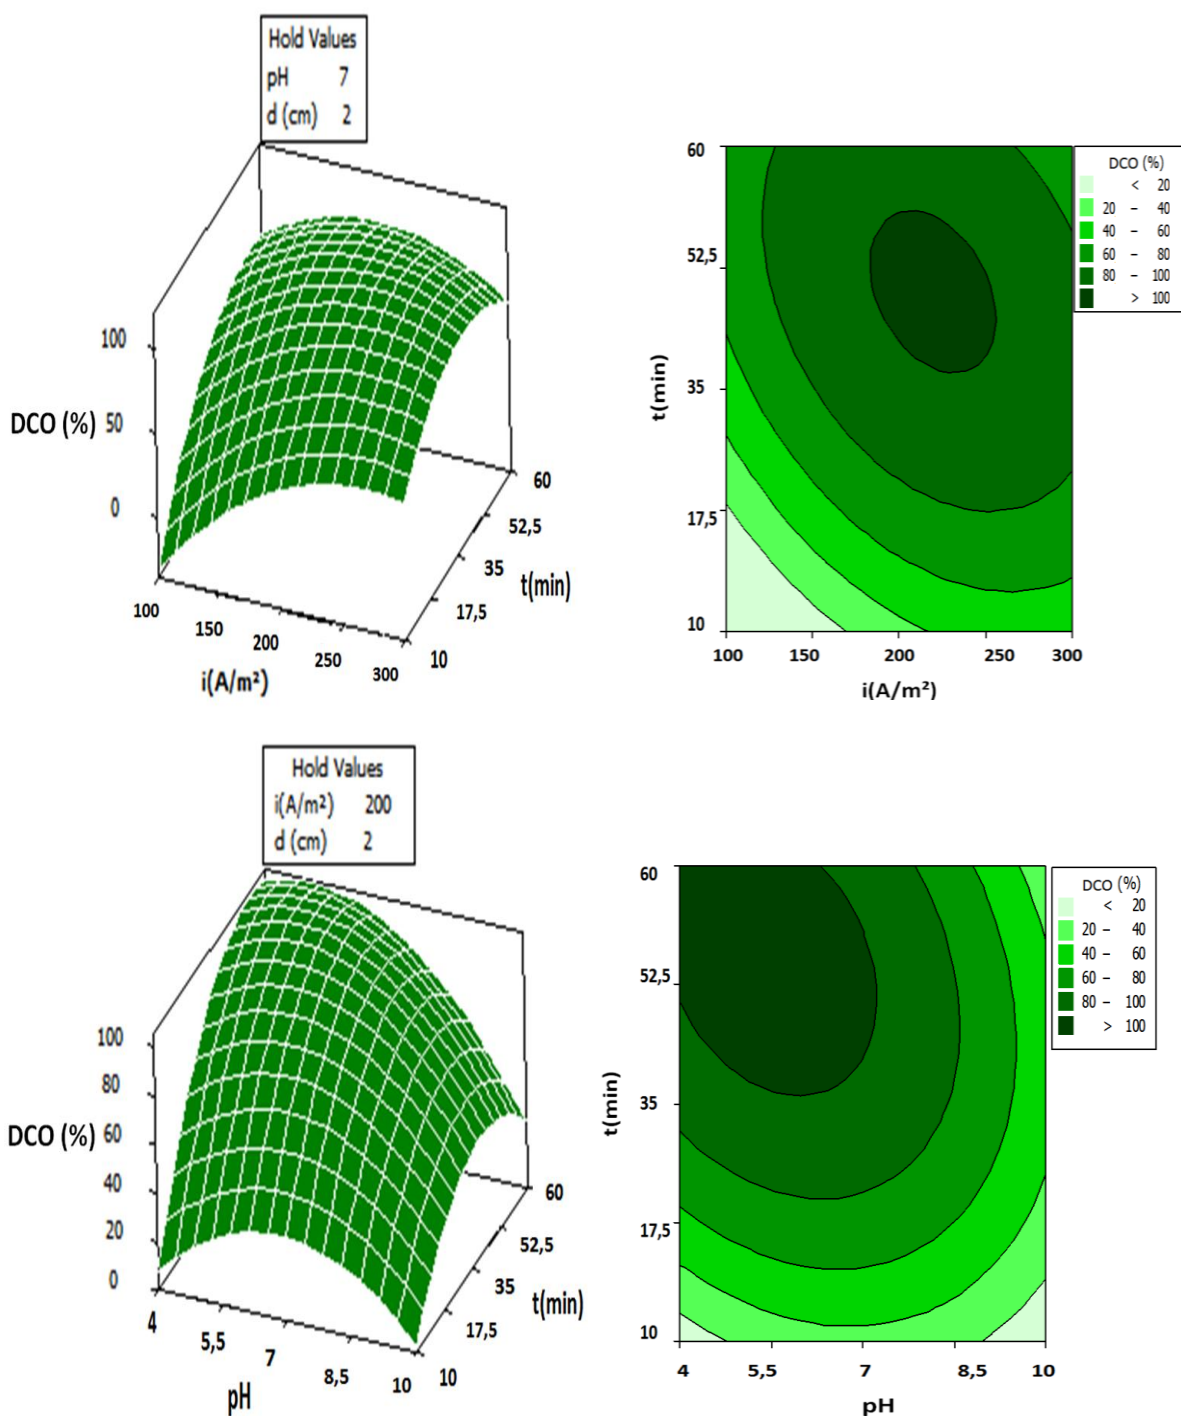 Hold Values
pH 7
d (cm) 2
100
50
0
DCO (%)
100
150
200
250
300
i(A/m²)
10
17,5
35
52,5
60
t(min)
60
52,5
35
17,5
10
t(min)
100 150 200 250 300
i(A/m²)
DCO (%)
< 20
20 – 40
40 – 60
60 – 80
80 – 100
> 100
Hold Values
i(A/m²) 200
d (cm) 2
100
80
60
40
20
0
DCO (%)
4
5,5
7
8,5
10
pH
10
17,5
35
52,5
60
t(min)
60
52,5
35
17,5
10
t(min)
4 5,5 7 8,5 10
pH
DCO (%)
< 20
20 – 40
40 – 60
60 – 80
80 – 100
> 100